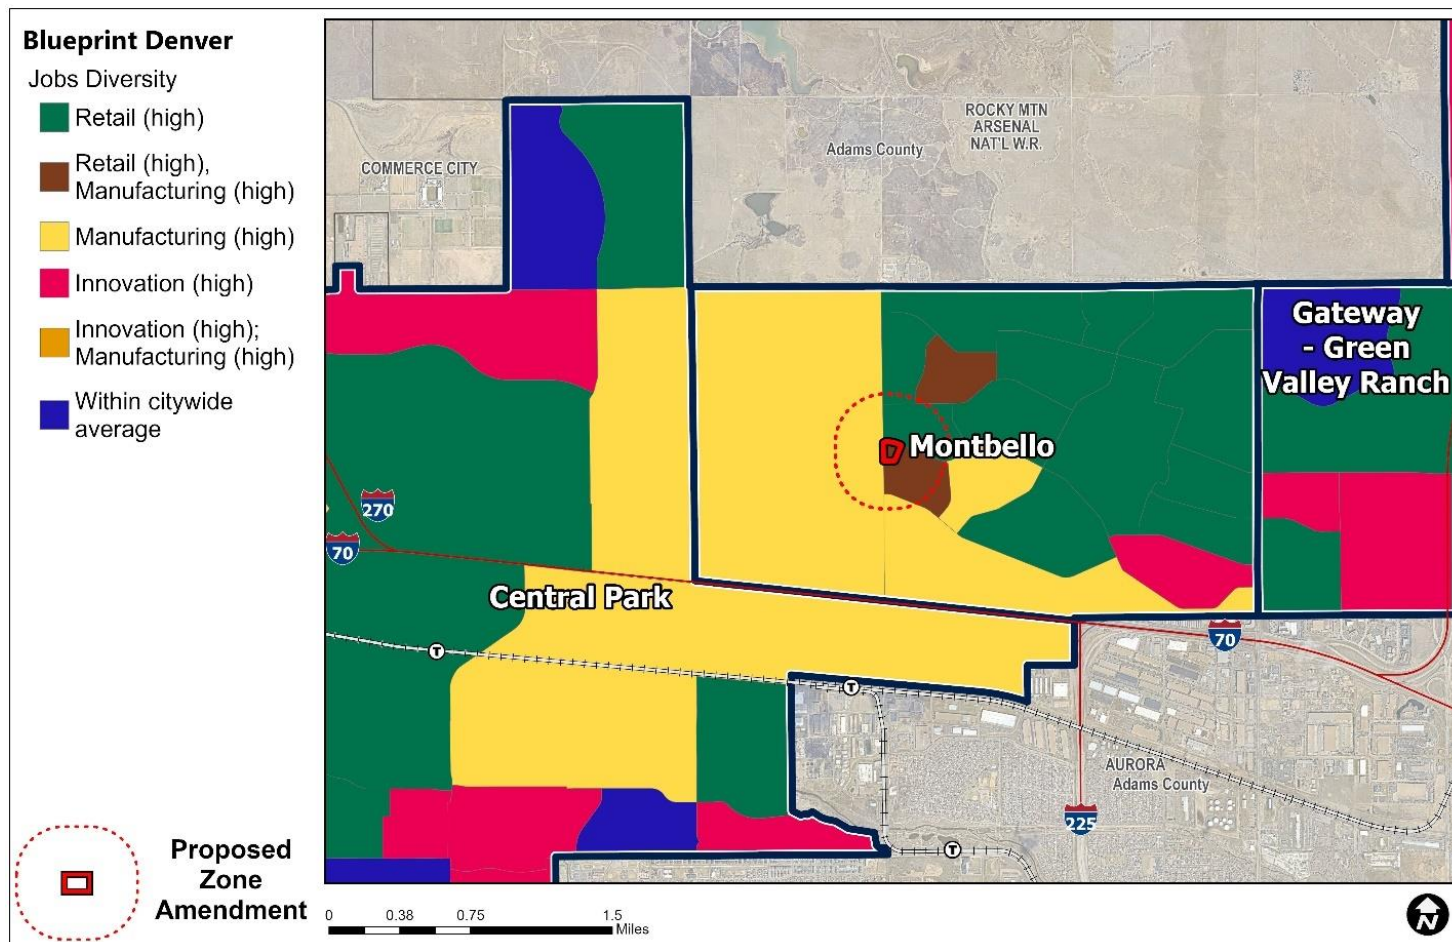 Blueprint Denver
Jobs Diversity
Retail (high)
Retail (high),
Manufacturing (high)
Manufacturing (high)
Innovation (high)
Innovation (high);
Manufacturing (high)
Within citywide
average
COMMERCE CITY
Adams County
ROCKY MTN
ARSENAL
NAT'L W.R.
Gateway
- Green
Valley Ranch
Montbello
270
70
Central Park
70
T
T
AURORA
Adams County
225
T
Proposed
Zone
Amendment
0 0.38 0.75 1.5
Miles
N